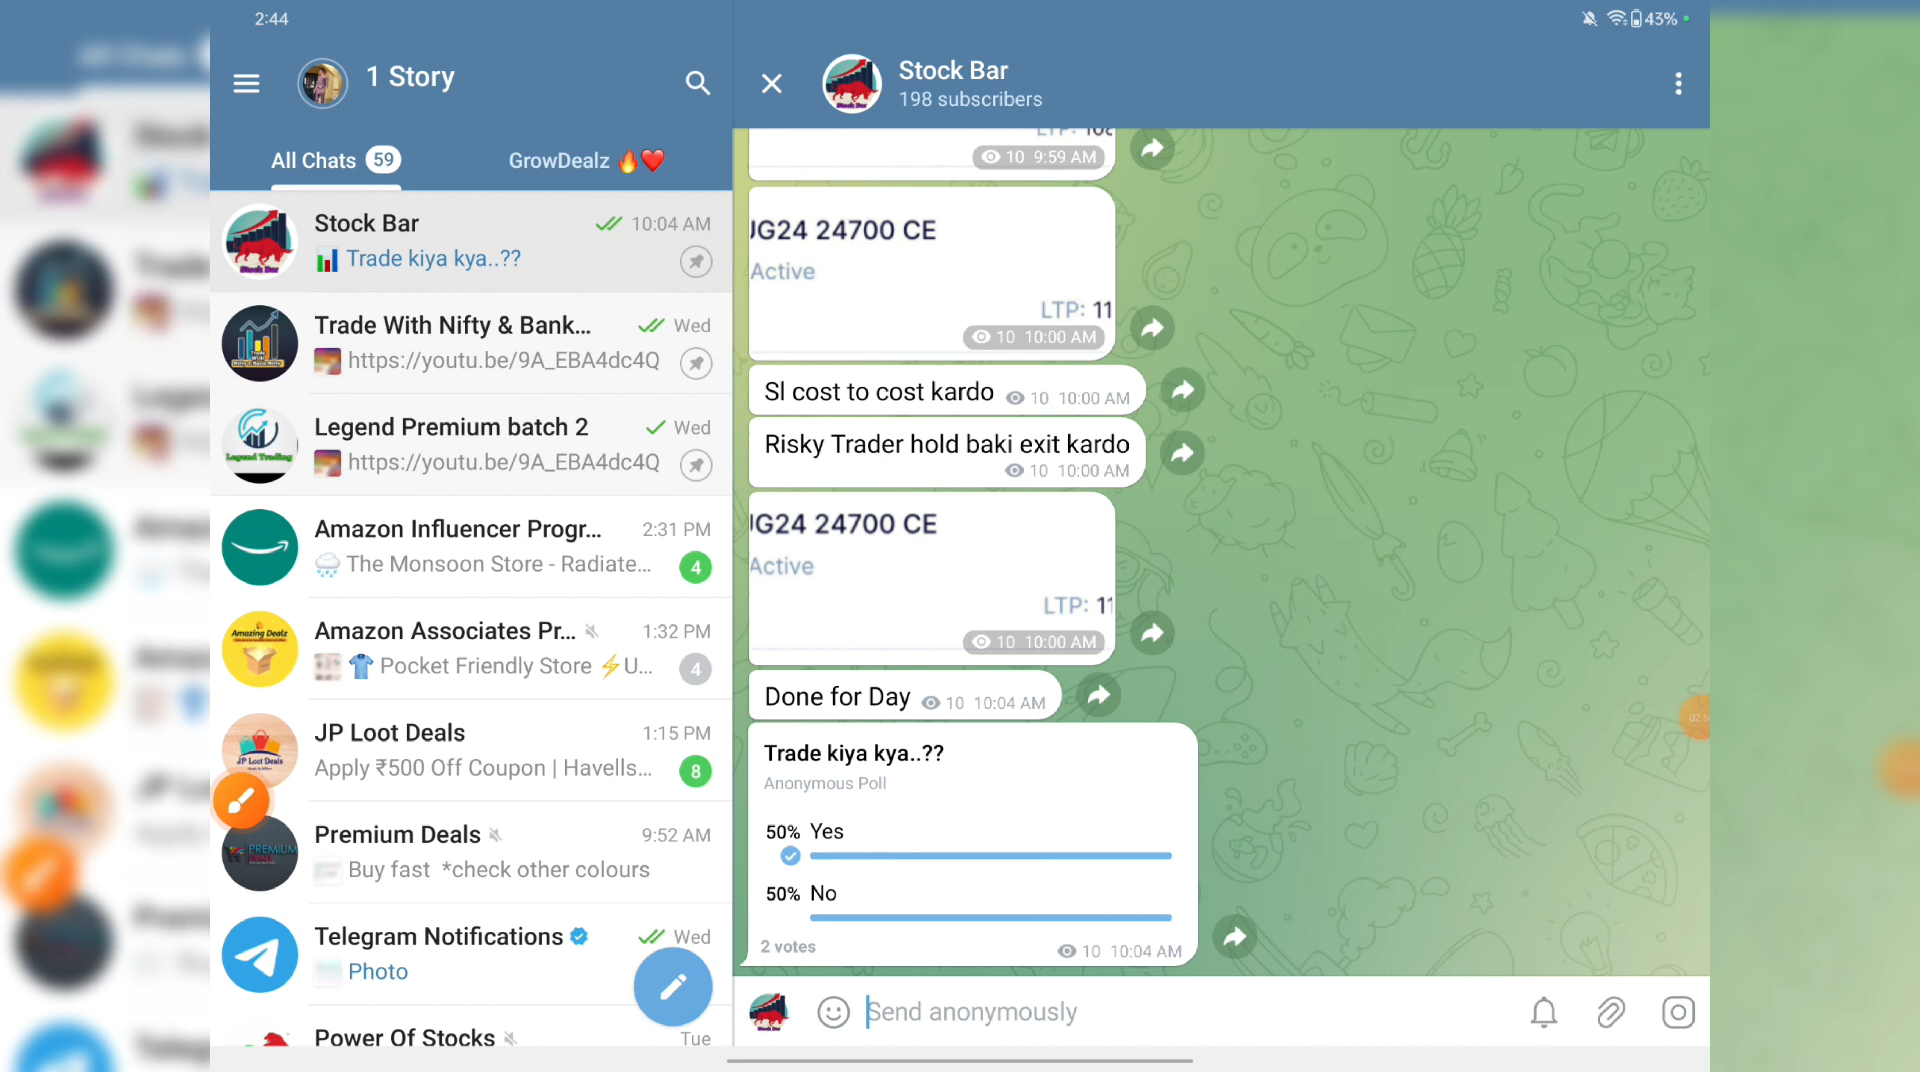 2:44
43%
1 Story
All Chats 59
GrowDealz 🔥❤️
Stock Bar
10:04 AM
📊 Trade kiya kya..??
Trade With Nifty & Bank...
Wed
https://youtu.be/9A_EBA4dc4Q
Legend Premium batch 2
Wed
https://youtu.be/9A_EBA4dc4Q
Amazon Influencer Progr...
2:31 PM
🌧️ The Monsoon Store - Radiate...
4
Amazon Associates Pr...
1:32 PM
👕 Pocket Friendly Store ⚡U...
4
JP Loot Deals
1:15 PM
Apply ₹500 Off Coupon | Havells...
8
Premium Deals
9:52 AM
Buy fast *check other colours
Telegram Notifications
Wed
Photo
Power Of Stocks
Tue
Stock Bar
198 subscribers
10 9:59 AM
24700 CE
Active
LTP: 11
10 10:00 AM
Sl cost to cost kardo 10 10:00 AM
Risky Trader hold baki exit kardo
10 10:00 AM
24700 CE
Active
LTP: 11
10 10:00 AM
Done for Day 10 10:04 AM
Trade kiya kya..??
Anonymous Poll
50% Yes
50% No
2 votes
10 10:04 AM
Send anonymously